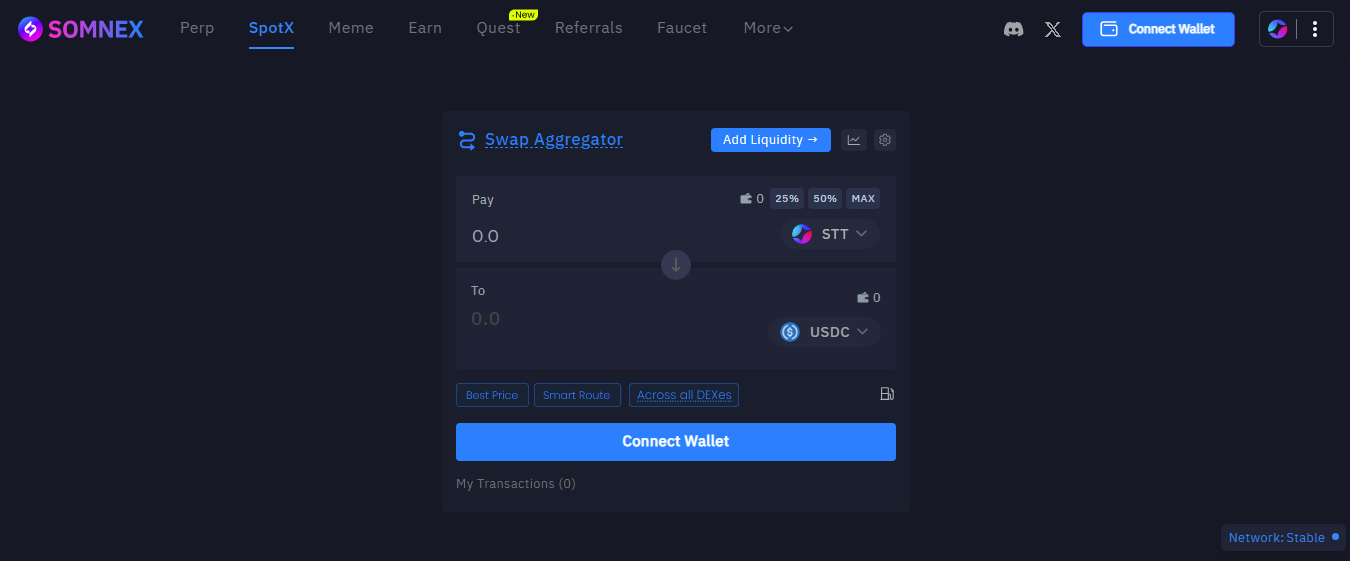 SOMNEX Perp SpotX Meme Earn Quest New Referrals Faucet More Connect Wallet
Swap Aggregator Add Liquidity →
Pay 0 25% 50% MAX
0.0 STT
↓
To 0
0.0 USDC
Best Price Smart Route Across all DEXes
Connect Wallet
My Transactions (0)
Network: Stable